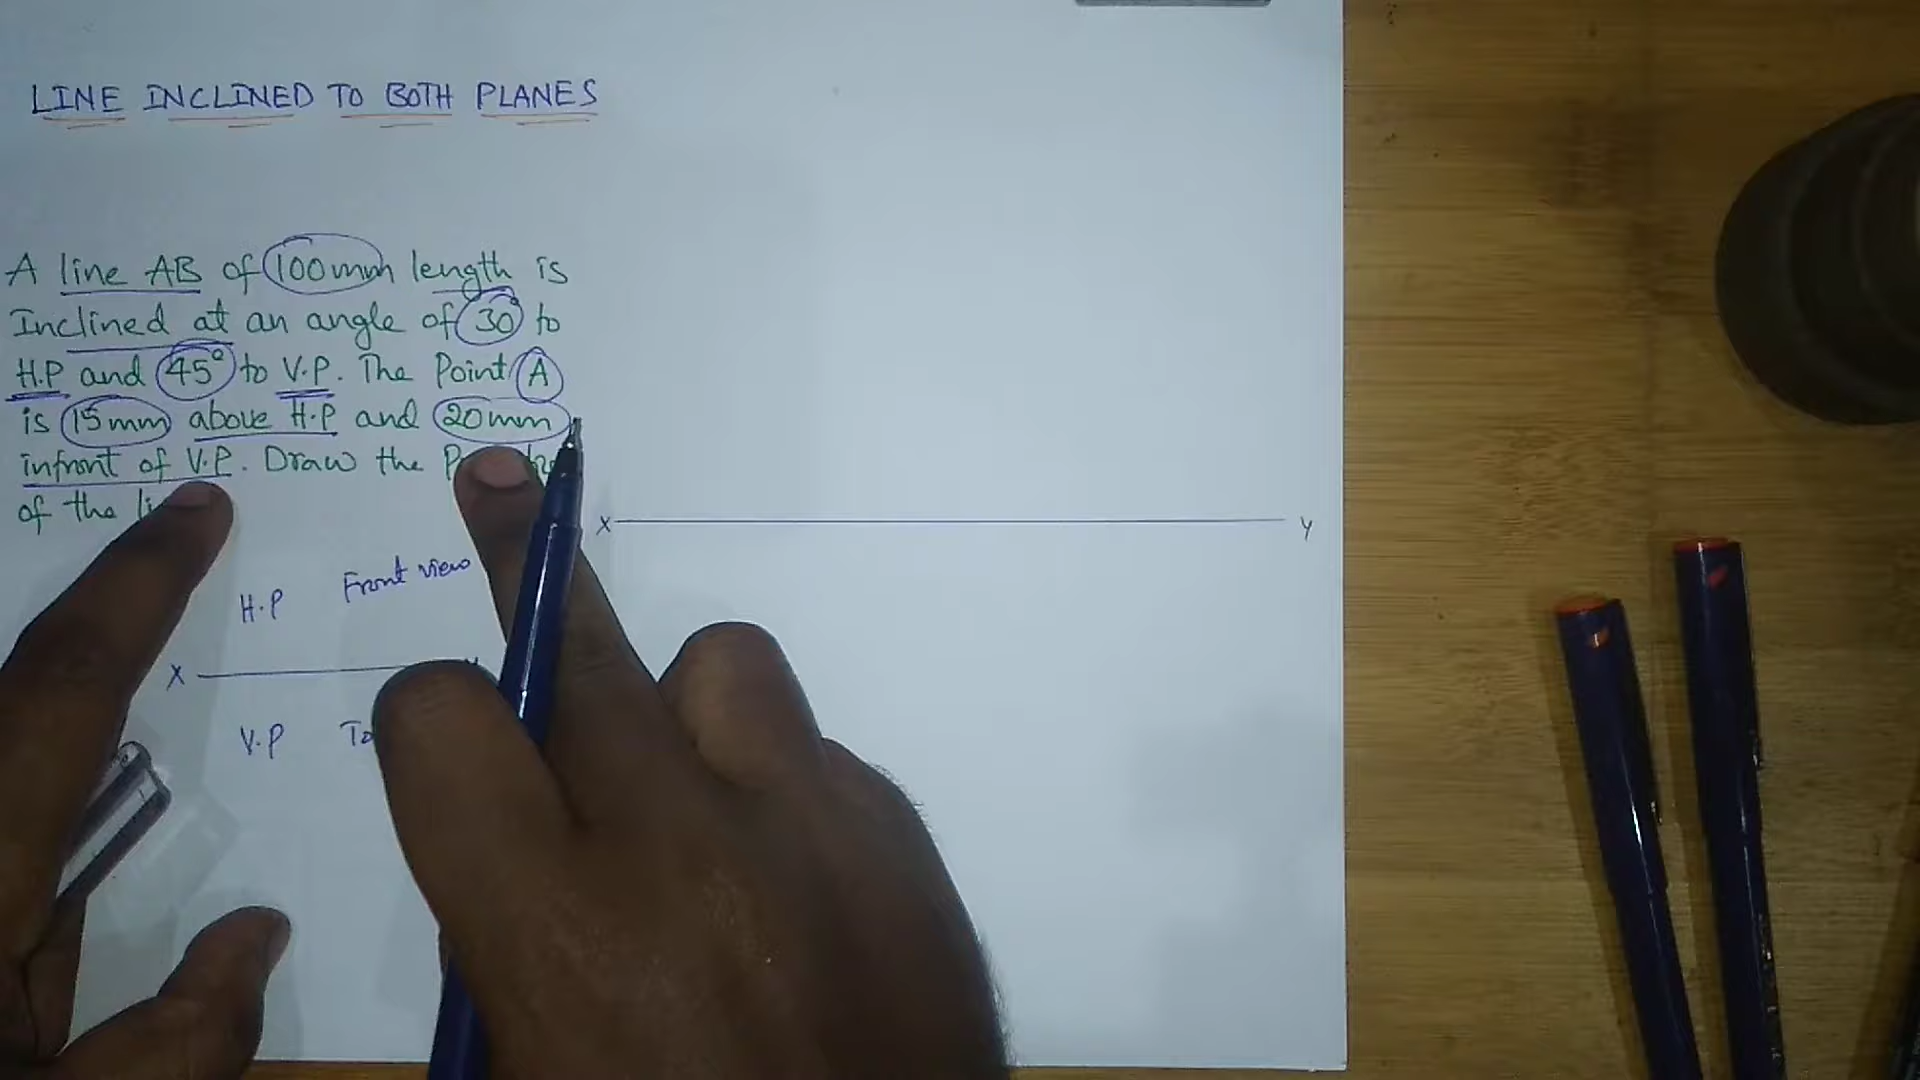 LINE INCLINED TO BOTH PLANES
A line AB of 100mm length is
Inclined at an angle of 30° to
H.P and 45° to V.P. The Point A
is 15mm above H.P and 20mm
infront of V.P. Draw the
of the
X Y
H.P Front view
X
V.P